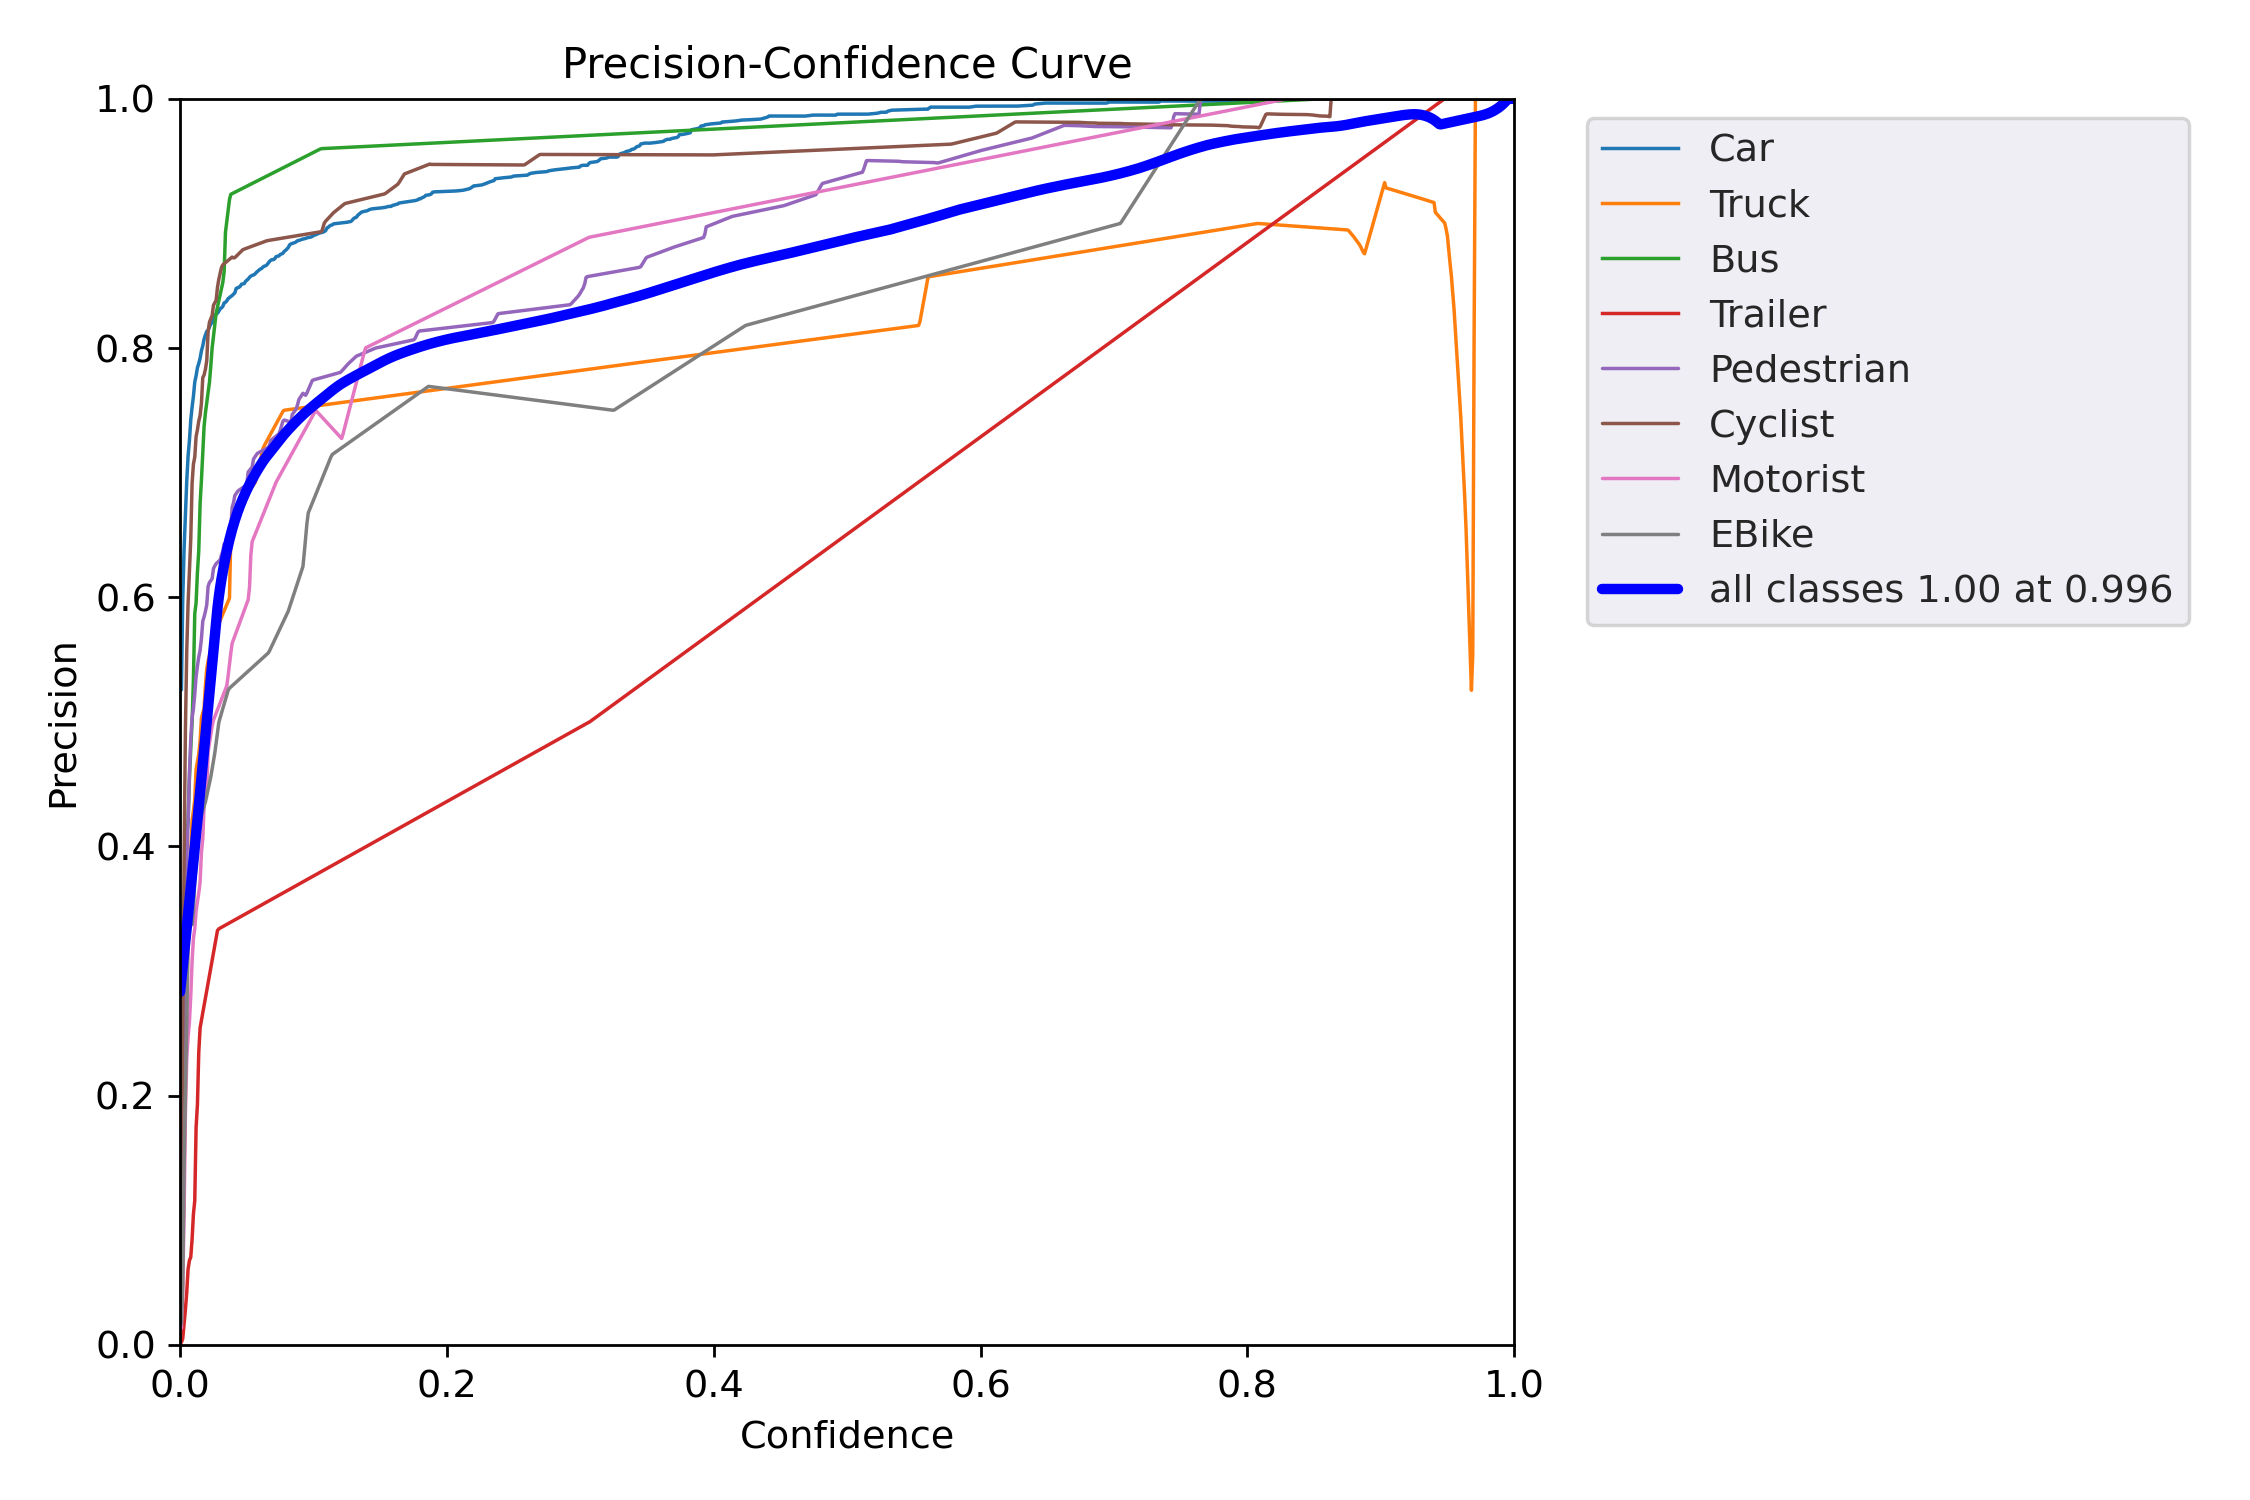 Precision-Confidence Curve
1.0
0.8
0.6
0.4
0.2
0.0
Precision
0.0 0.2 0.4 0.6 0.8 1.0
Confidence
Car
Truck
Bus
Trailer
Pedestrian
Cyclist
Motorist
EBike
all classes 1.00 at 0.996